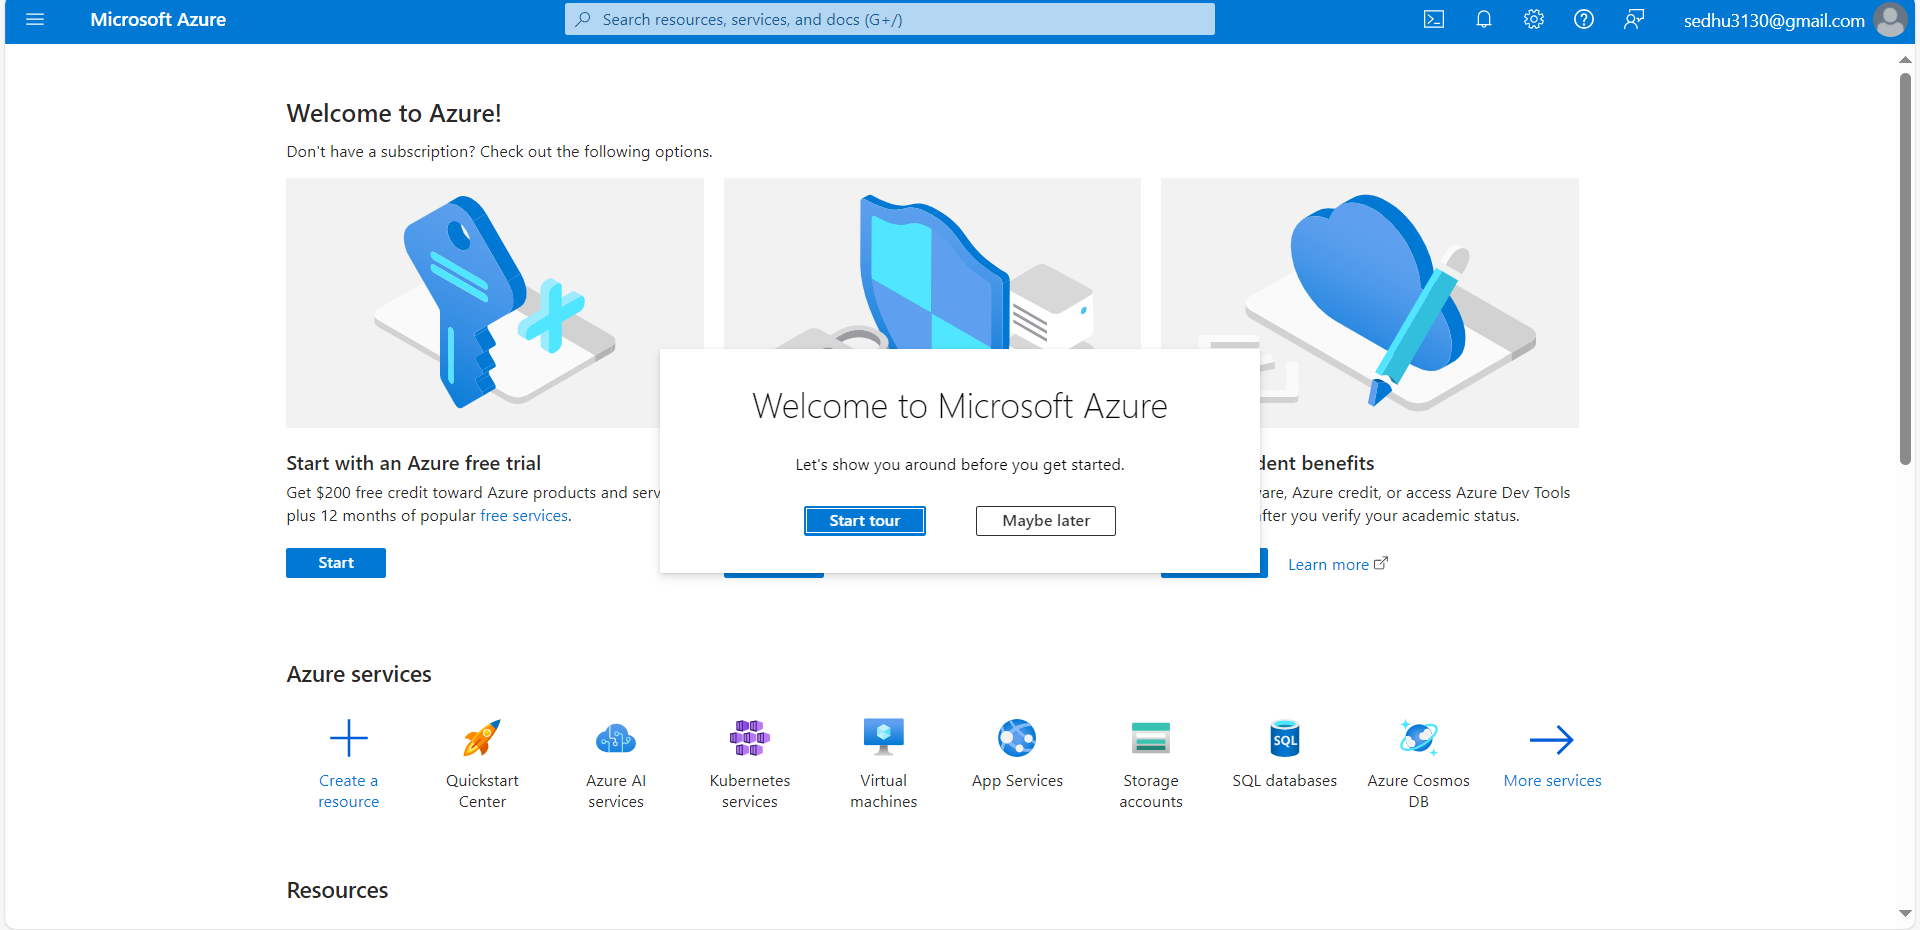 Microsoft Azure
Search resources, services, and docs (G+/)
sedhu3130@gmail.com
Welcome to Azure!
Don't have a subscription? Check out the following options.
Welcome to Microsoft Azure
Let's show you around before you get started.
Start tour
Maybe later
Start with an Azure free trial
Get $200 free credit toward Azure products and
plus 12 months of popular free services.
Start
benefits
Azure credit, or access Azure Dev Tools
you verify your academic status.
Learn more
Azure services
Create a
resource
Quickstart
Center
Azure AI
services
Kubernetes
services
Virtual
machines
App Services
Storage
accounts
SQL
SQL databases
Azure Cosmos
DB
More services
Resources